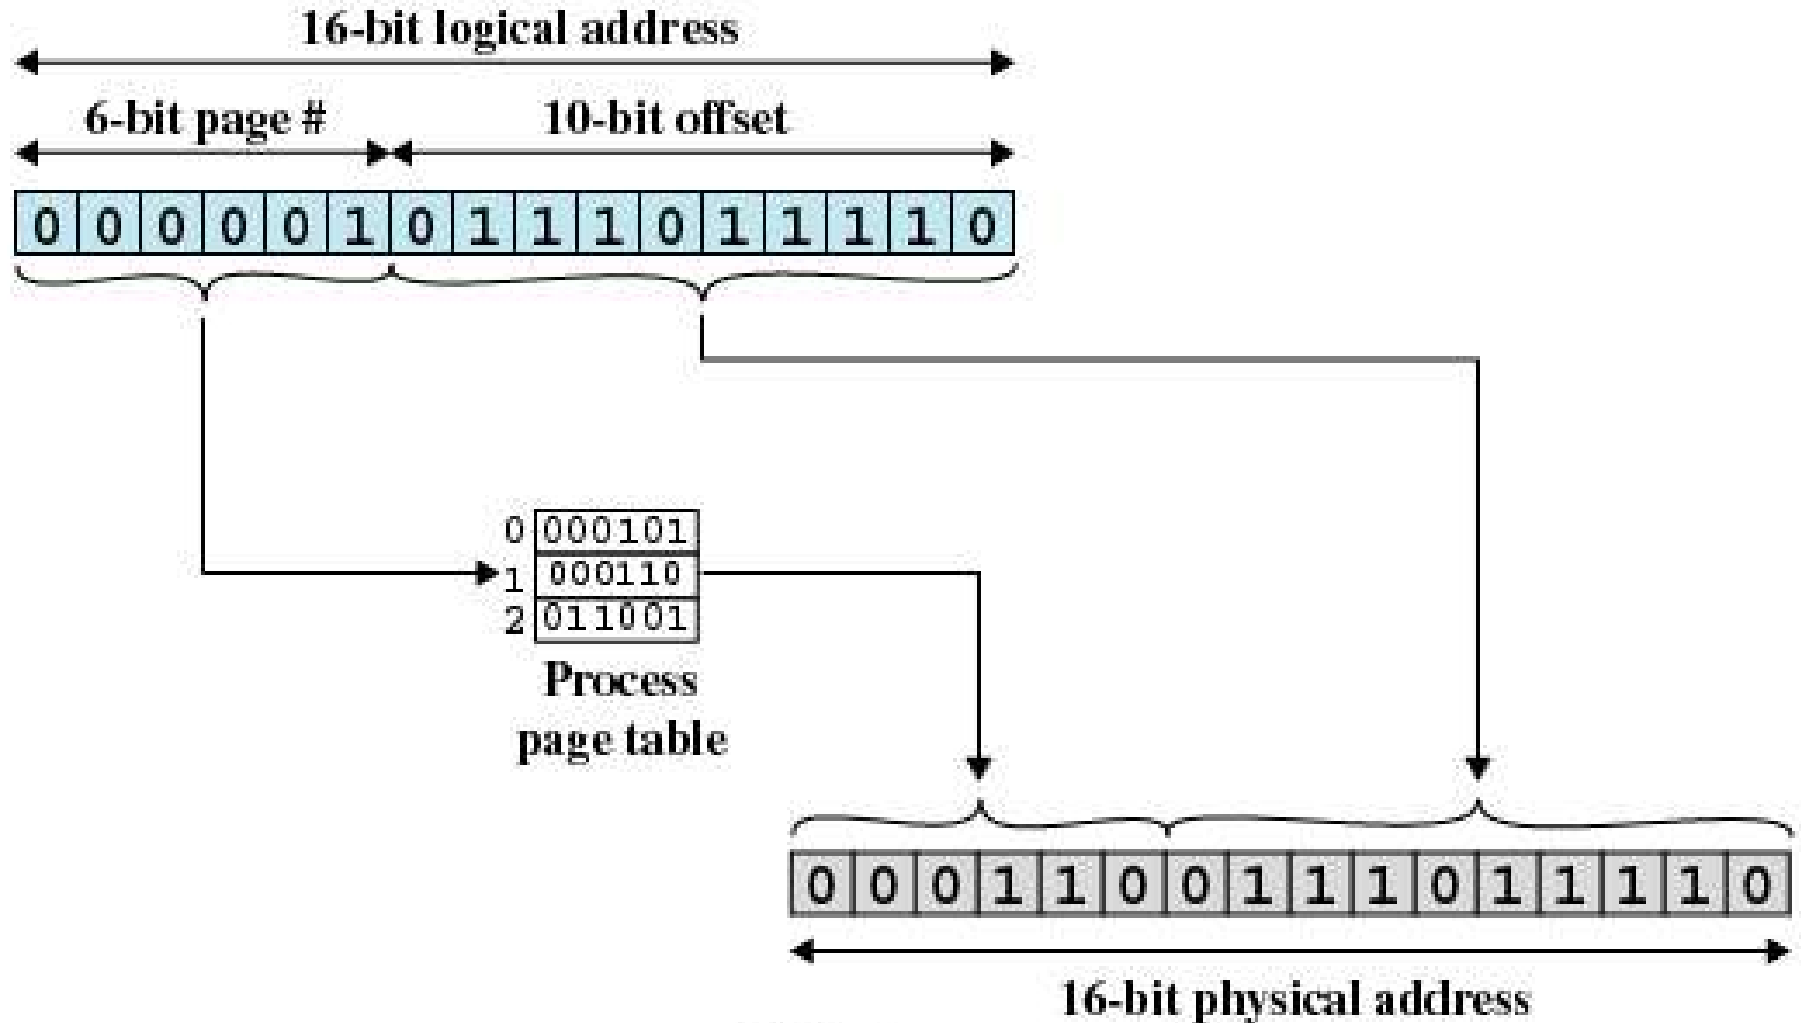 16-bit logical address
6-bit page # 10-bit offset
0 0 0 0 0 1 0 1 1 1 0 1 1 1 1 0
0 000101
1 000110
2 011001
Process
page table
0 0 0 1 1 0 0 1 1 1 0 1 1 1 1 0
16-bit physical address